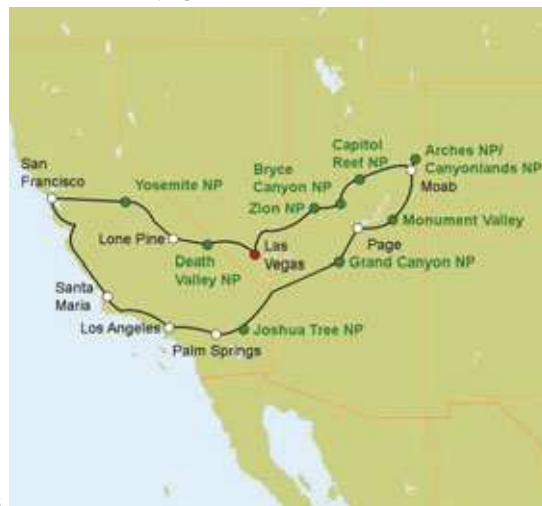 San
Francisco
Yosemite NP
Lone Pine
Death
Valley NP
Las
Vegas
Zion NP
Bryce
Canyon NP
Capitol
Reef NP
Arches NP/
Canyonlands NP
Moab
Monument Valley
Page
Grand Canyon NP
Joshua Tree NP
Palm Springs
Los Angeles
Santa
Maria